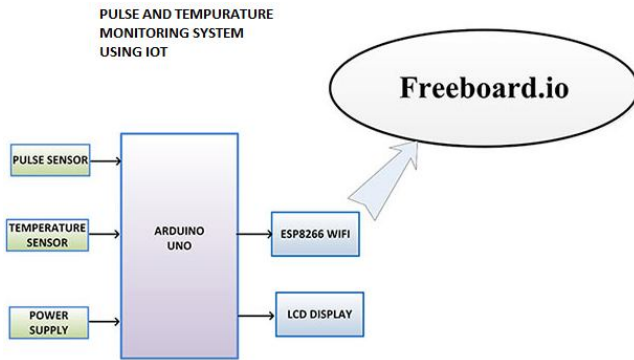 PULSE AND TEMPURATURE
MONITORING SYSTEM
USING IOT
Freeboard.io
PULSE SENSOR
TEMPERATURE
SENSOR
POWER
SUPPLY
ARDUINO
UNO
ESP8266 WIFI
LCD DISPLAY